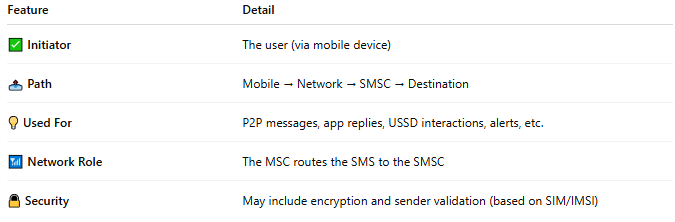 Feature Detail
✅ Initiator The user (via mobile device)
📤 Path Mobile → Network → SMSC → Destination
💡 Used For P2P messages, app replies, USSD interactions, alerts, etc.
📶 Network Role The MSC routes the SMS to the SMSC
🔒 Security May include encryption and sender validation (based on SIM/IMSI)